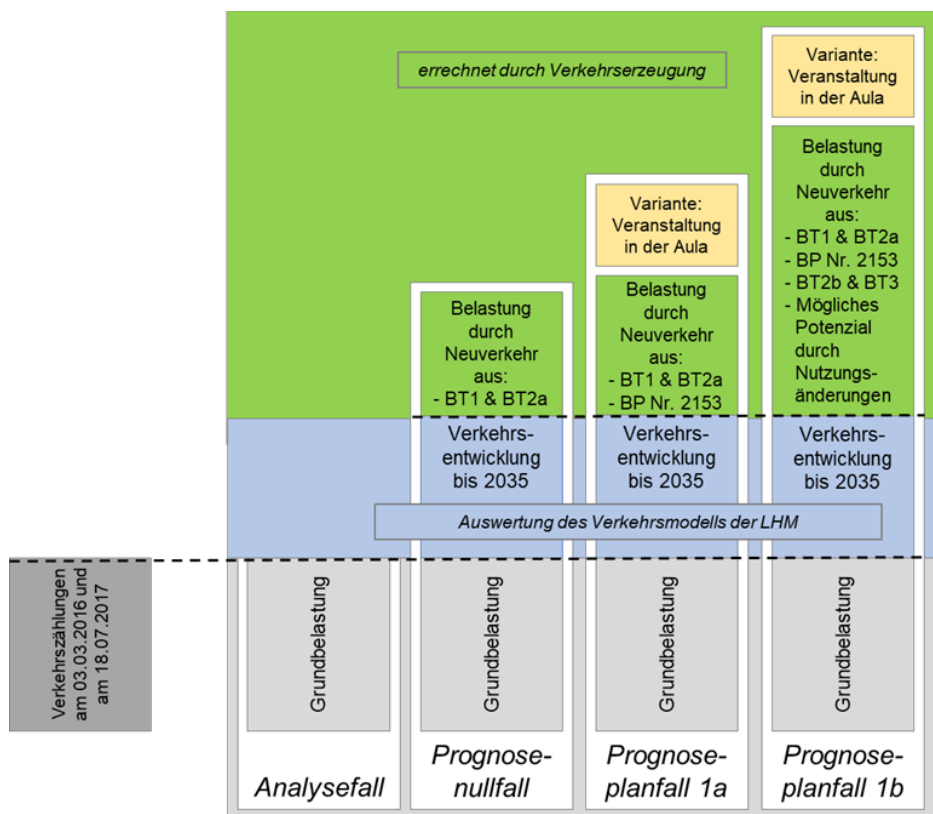 errechnet durch Verkehrserzeugung
Variante:
Veranstaltung
in der Aula
Belastung
durch
Neuverkehr
aus:
- BT1 & BT2a
- BP Nr. 2153
- BT2b & BT3
- Mögliches
Potenzial
durch
Nutzungs-
änderungen
Variante:
Veranstaltung
in der Aula
Belastung
durch
Neuverkehr
aus:
- BT1 & BT2a
- BP Nr. 2153
Belastung
durch
Neuverkehr
aus:
- BT1 & BT2a
Verkehrs-
entwicklung
bis 2035
Verkehrs-
entwicklung
bis 2035
Verkehrs-
entwicklung
bis 2035
Auswertung des Verkehrsmodells der LHM
Verkehrszählungen
am 03.03.2016 und
am 18.07.2017
Grundbelastung
Grundbelastung
Grundbelastung
Grundbelastung
Analysefall
Prognose-
nullfall
Prognose-
planfall 1a
Prognose-
planfall 1b